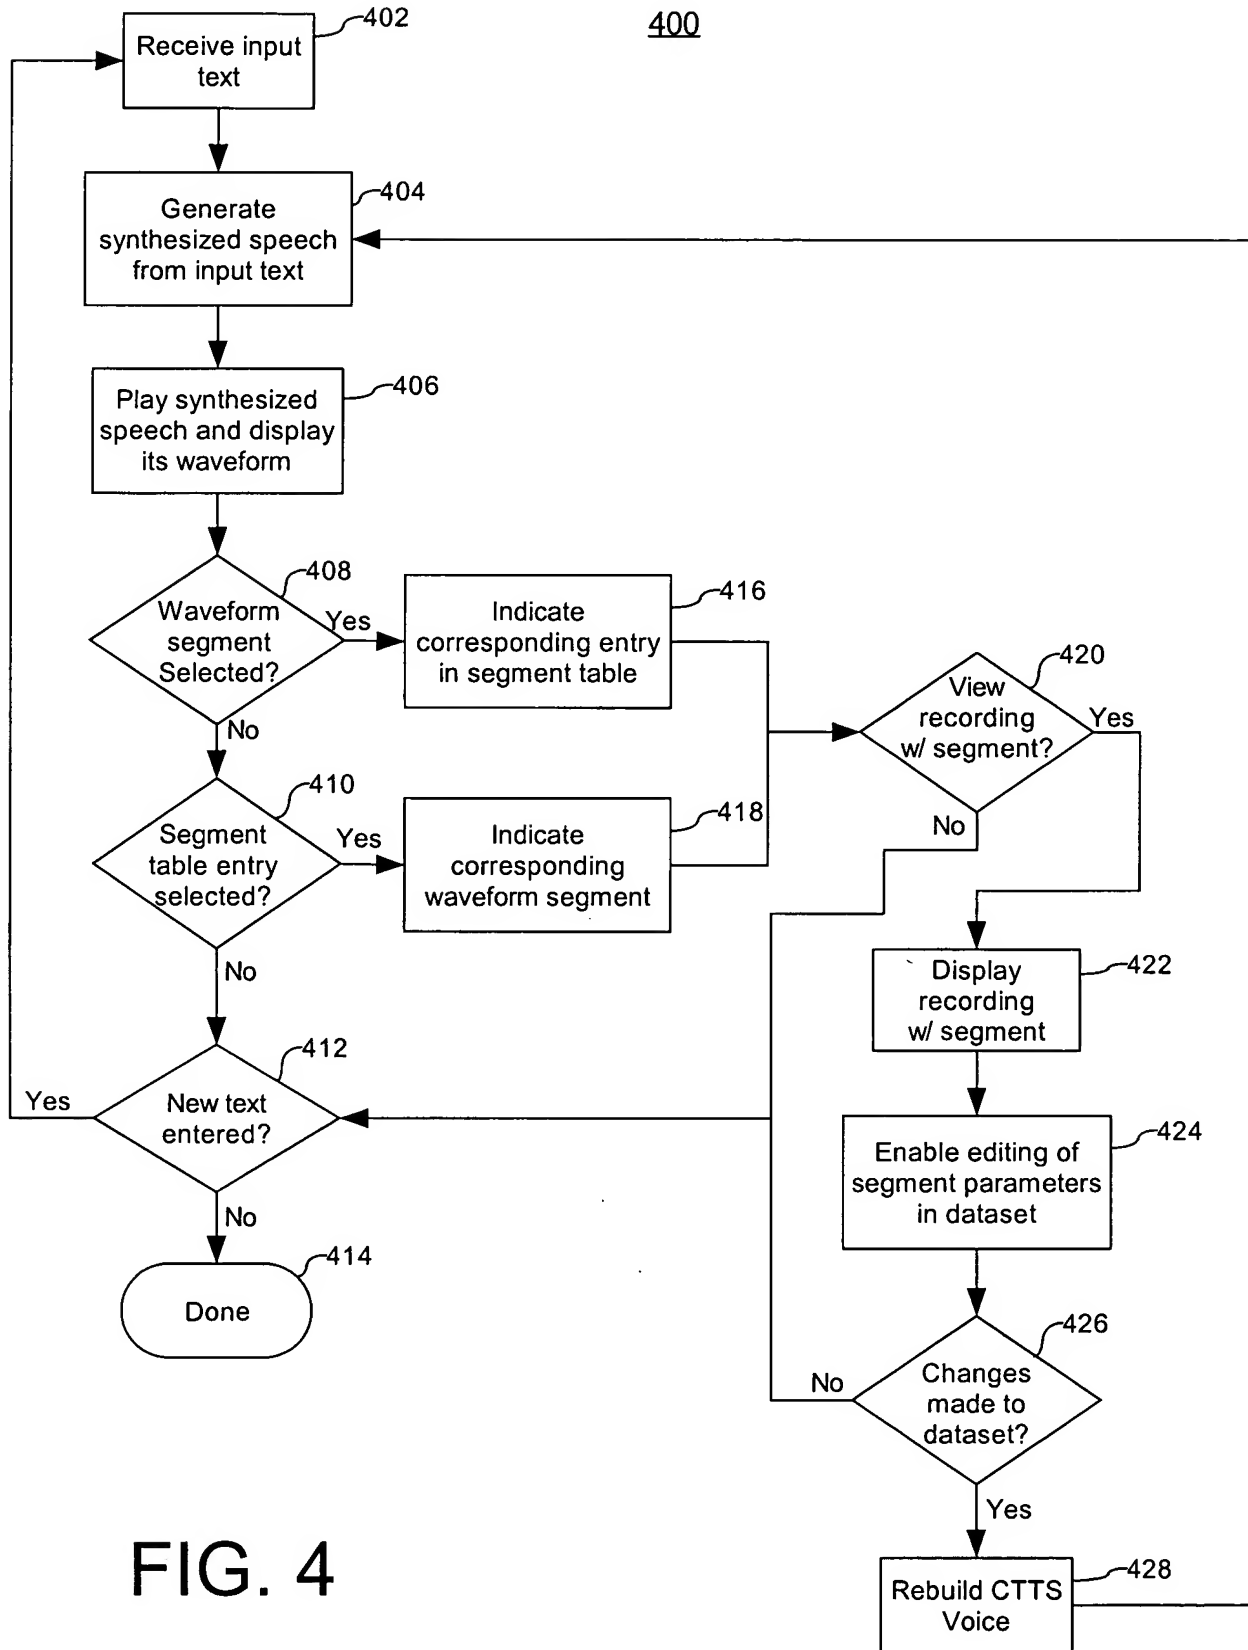 400
402
Receive input
text
404
Generate
synthesized speech
from input text
406
Play synthesized
speech and display
its waveform
408
Waveform
segment
Selected?
Yes
No
416
Indicate
corresponding entry
in segment table
410
Segment
table entry
selected?
Yes
No
418
Indicate
corresponding
waveform segment
412
New text
entered?
Yes
No
414
Done
420
View
recording
w/ segment?
Yes
No
422
Display
recording
w/ segment
424
Enable editing of
segment parameters
in dataset
426
Changes
made to
dataset?
No
Yes
428
Rebuild CTTS
Voice
FIG. 4